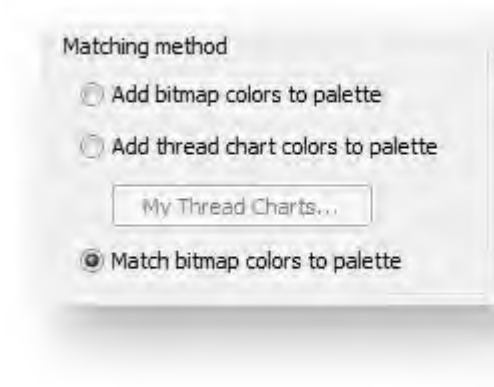 Matching method
Add bitmap colors to palette
Add thread chart colors to palette
My Thread Charts...
Match bitmap colors to palette